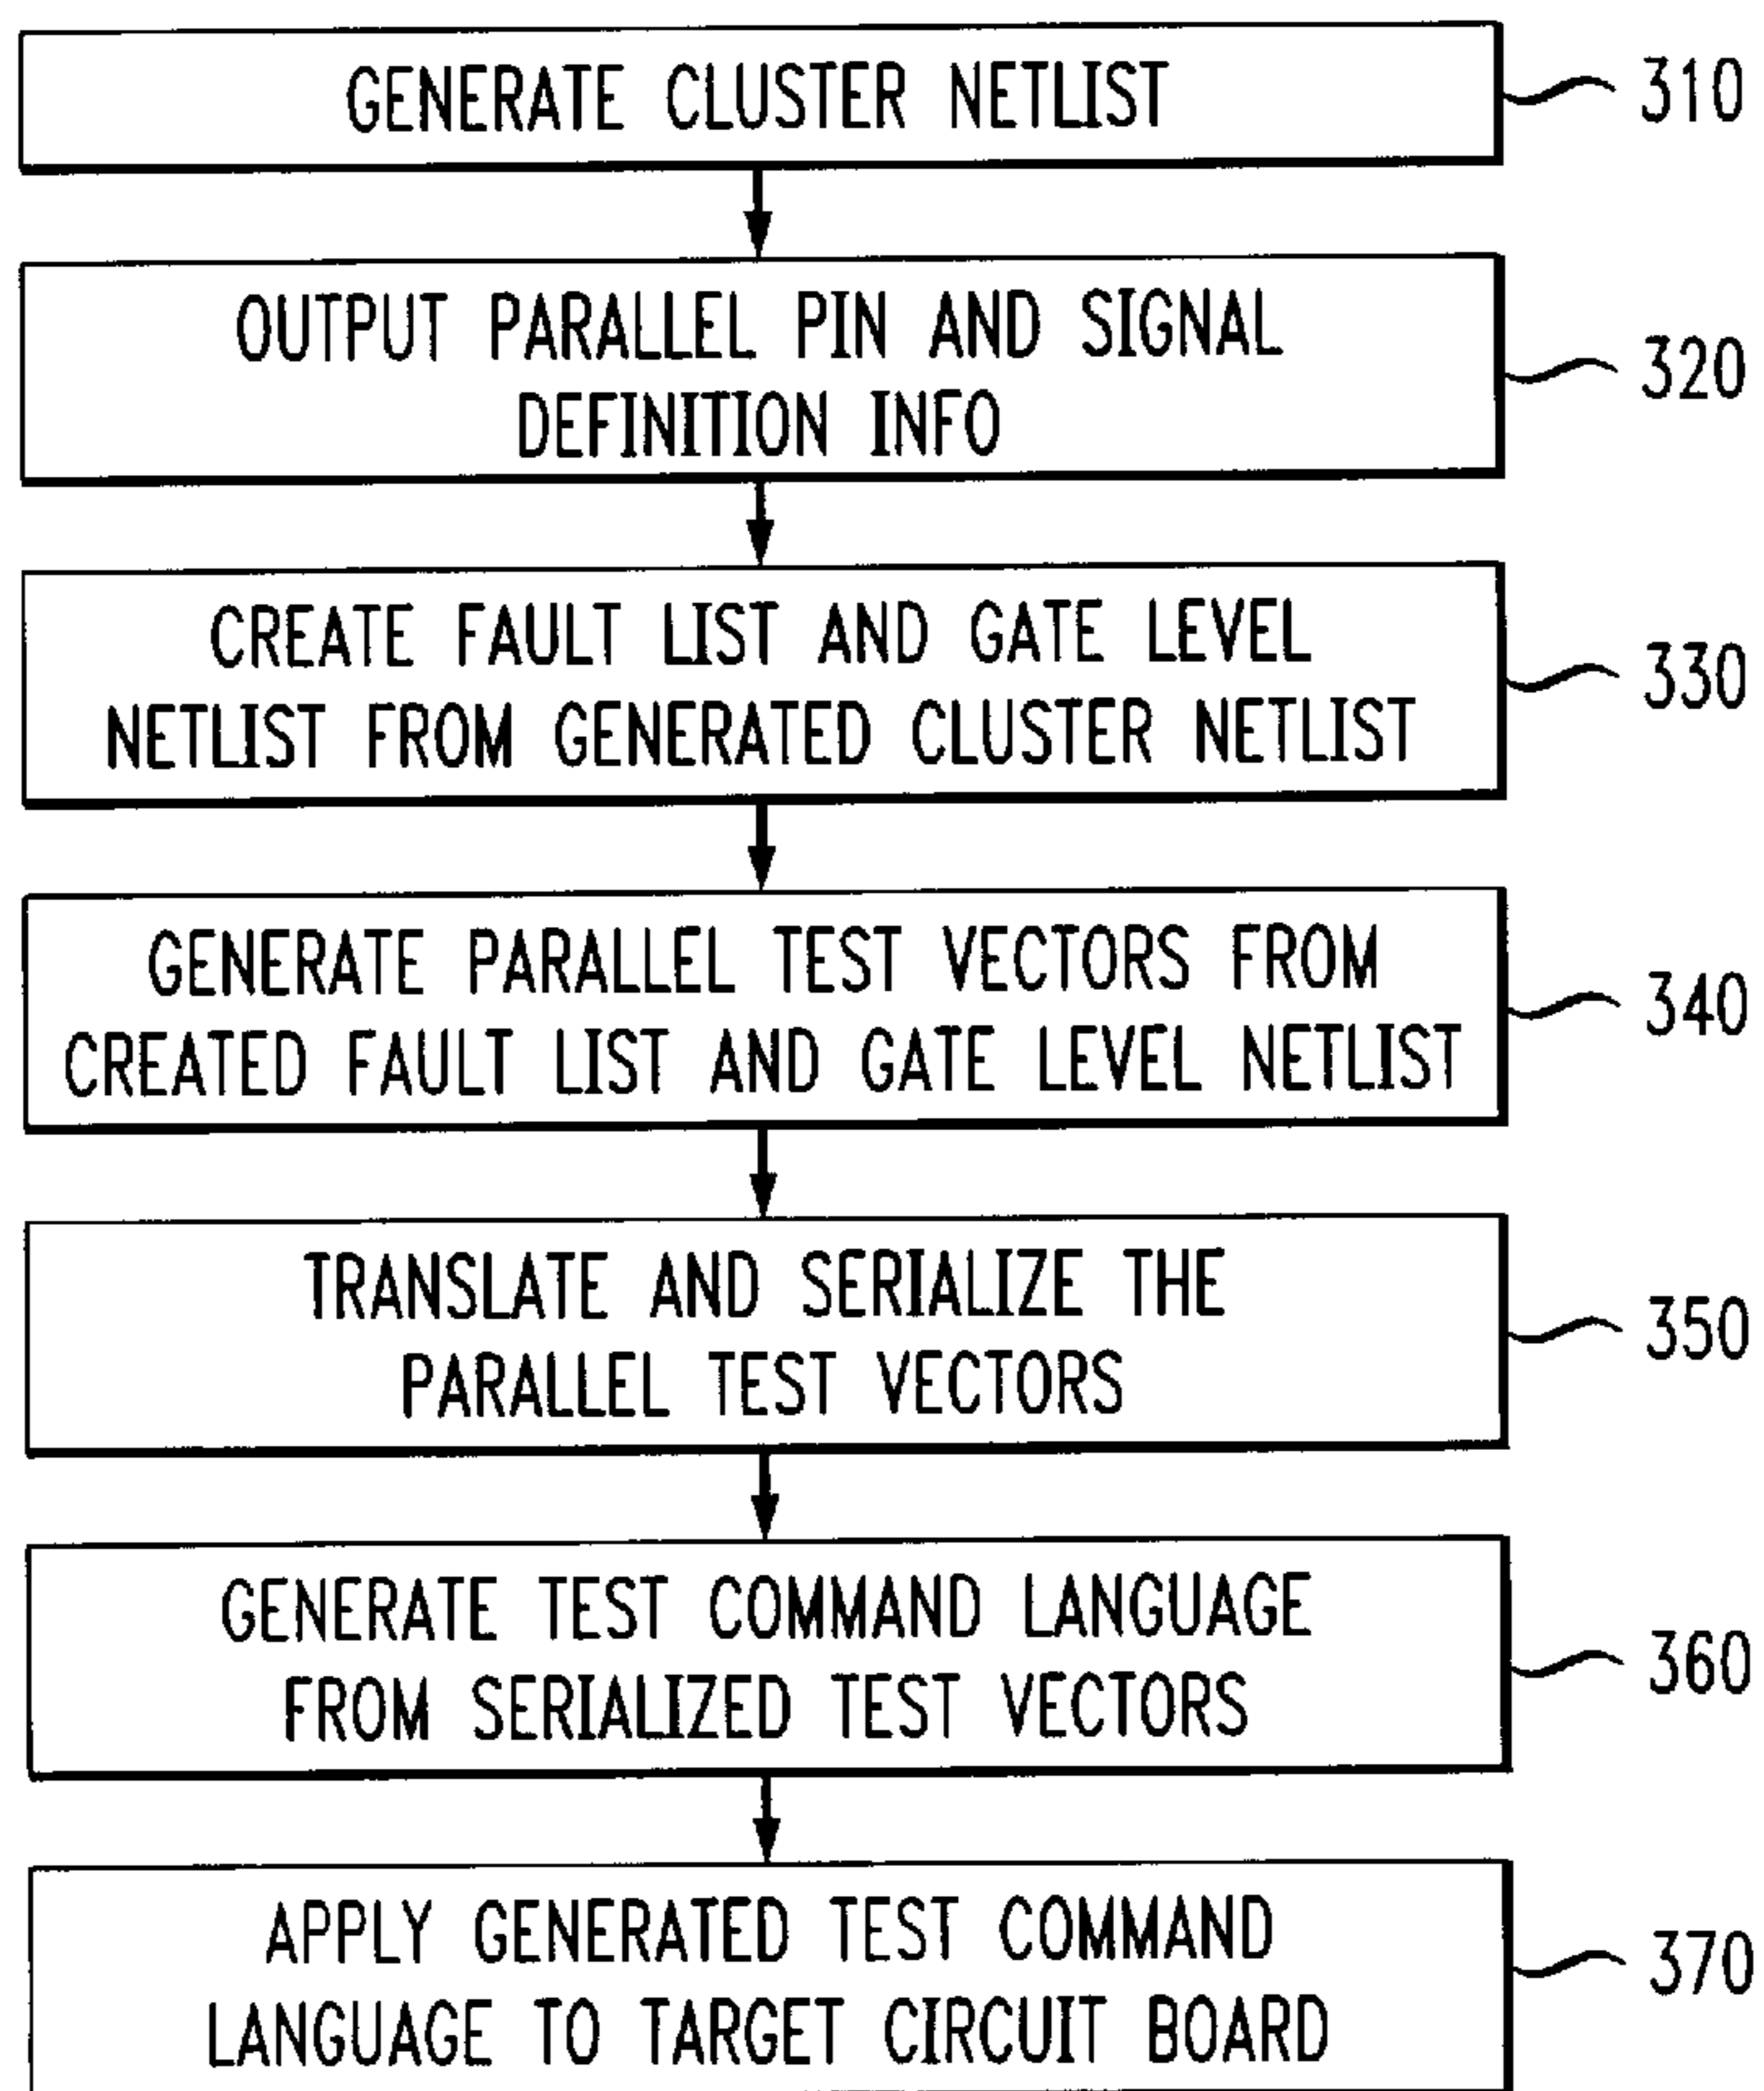 GENERATE CLUSTER NETLIST
310
OUTPUT PARALLEL PIN AND SIGNAL
DEFINITION INFO
320
CREATE FAULT LIST AND GATE LEVEL
NETLIST FROM GENERATED CLUSTER NETLIST
330
GENERATE PARALLEL TEST VECTORS FROM
CREATED FAULT LIST AND GATE LEVEL NETLIST
340
TRANSLATE AND SERIALIZE THE
PARALLEL TEST VECTORS
350
GENERATE TEST COMMAND LANGUAGE
FROM SERIALIZED TEST VECTORS
360
APPLY GENERATED TEST COMMAND
LANGUAGE TO TARGET CIRCUIT BOARD
370